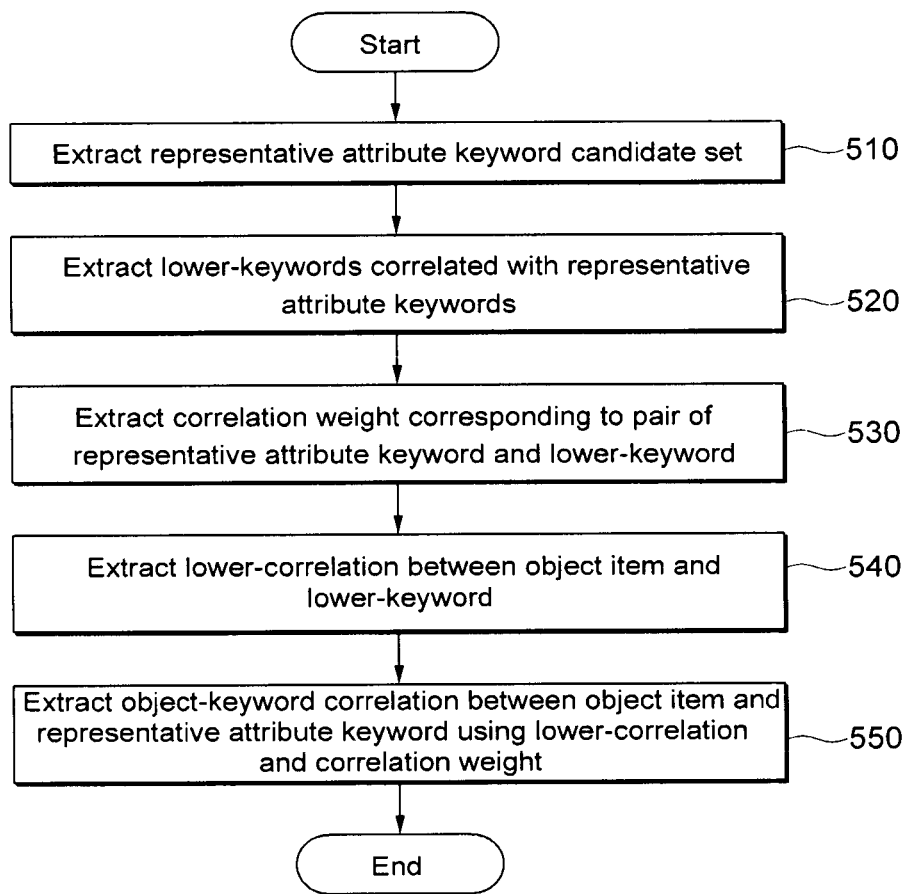 Start
Extract representative attribute keyword candidate set
510
Extract lower-keywords correlated with representative
attribute keywords
520
Extract correlation weight corresponding to pair of
representative attribute keyword and lower-keyword
530
Extract lower-correlation between object item and
lower-keyword
540
Extract object-keyword correlation between object item and
representative attribute keyword using lower-correlation
and correlation weight
550
End